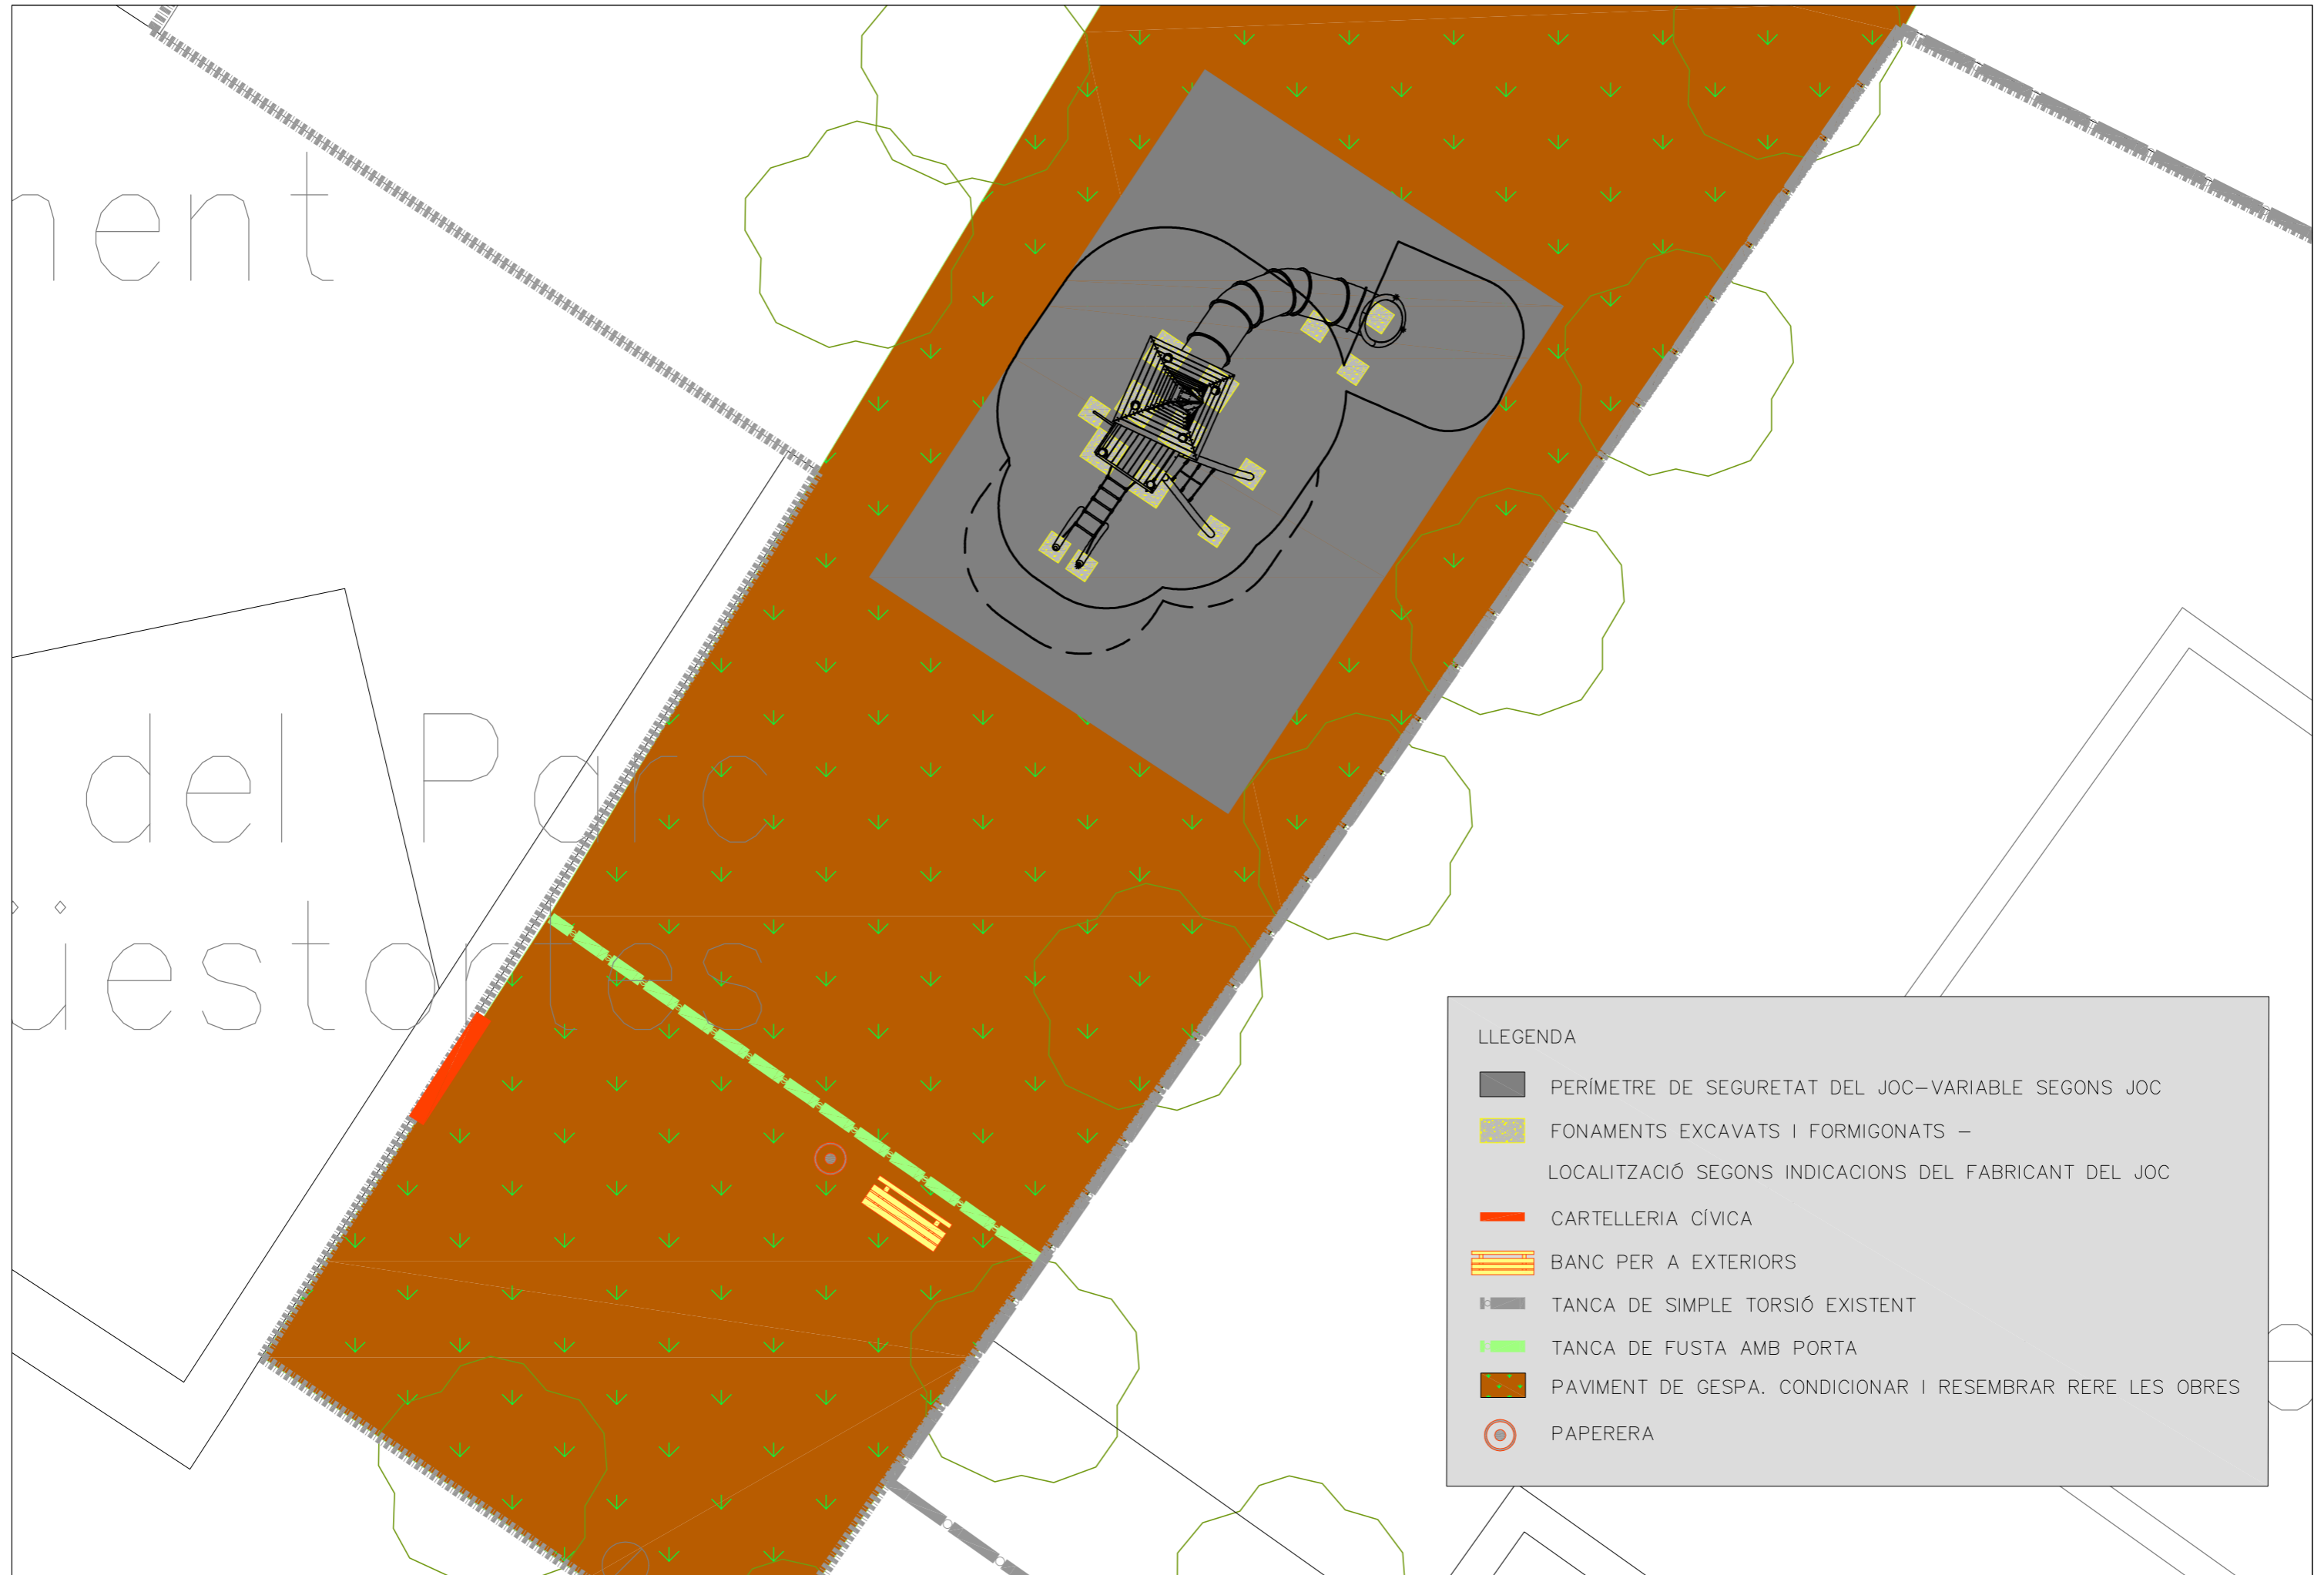 ment
del Parc
üestortes
LLEGENDA
PERÍMETRE DE SEGURETAT DEL JOC-VARIABLE SEGONS JOC
FONAMENTS EXCAVATS I FORMIGONATS -
LOCALITZACIÓ SEGONS INDICACIONS DEL FABRICANT DEL JOC
CARTELLERIA CÍVICA
BANC PER A EXTERIORS
TANCA DE SIMPLE TORSIÓ EXISTENT
TANCA DE FUSTA AMB PORTA
PAVIMENT DE GESPA. CONDICIONAR I RESEMBRAR RERE LES OBRES
PAPERERA